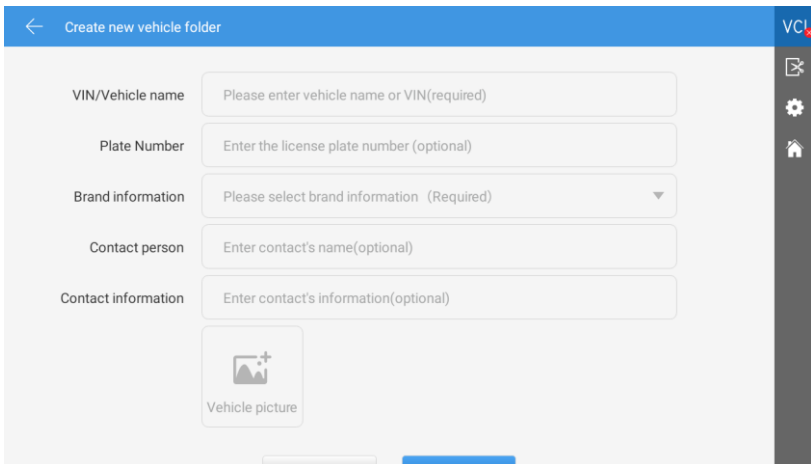 Create new vehicle folder
VCI
VIN/Vehicle name
Please enter vehicle name or VIN(required)
Plate Number
Enter the license plate number (optional)
Brand information
Please select brand information（Required）
Contact person
Enter contact's name(optional)
Contact information
Enter contact's information(optional)
Vehicle picture